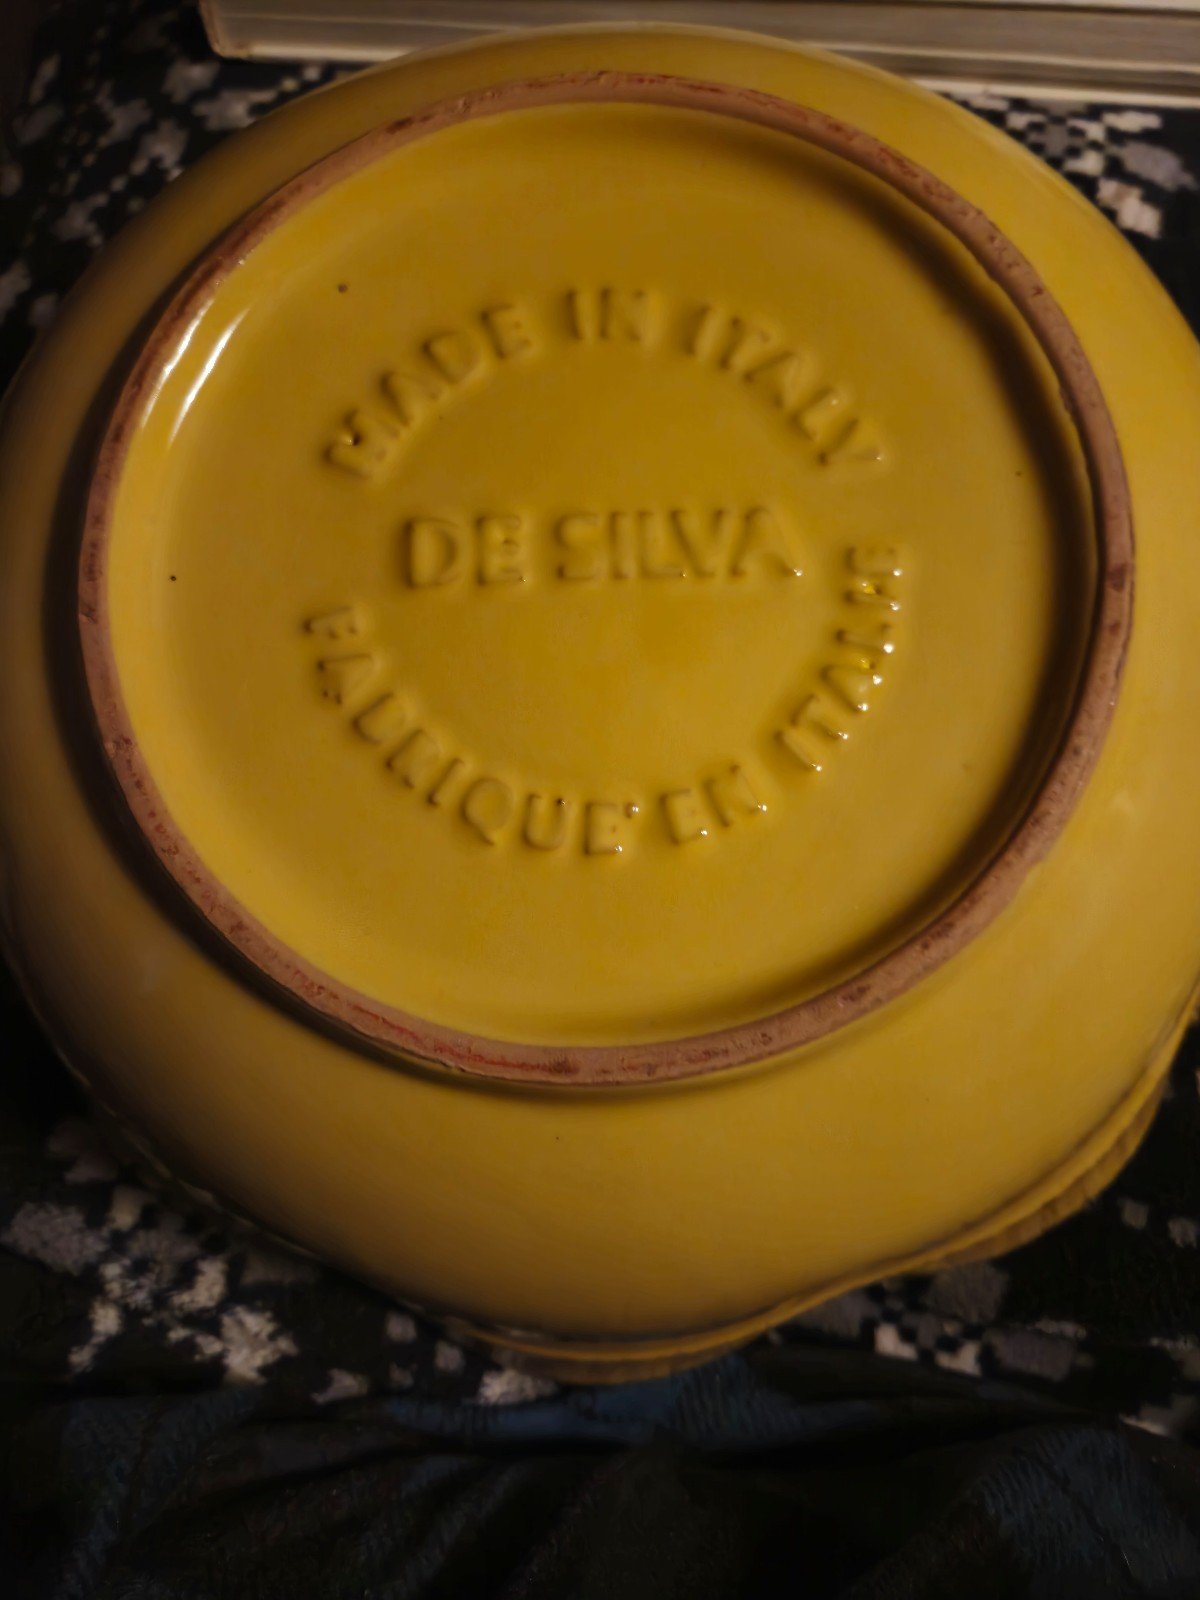 MADE IN ITALY
DE SILVA
FABRIQUE' EN ITALIE